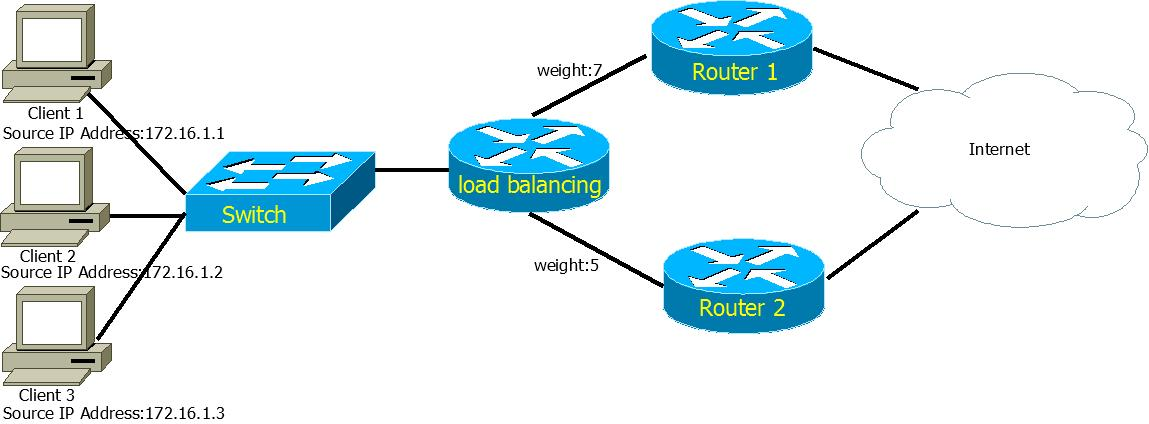 Client 1
Source IP Address:172.16.1.1
Client 2
Source IP Address:172.16.1.2
Client 3
Source IP Address:172.16.1.3
Switch
load balancing
weight:7
weight:5
Router 1
Router 2
Internet